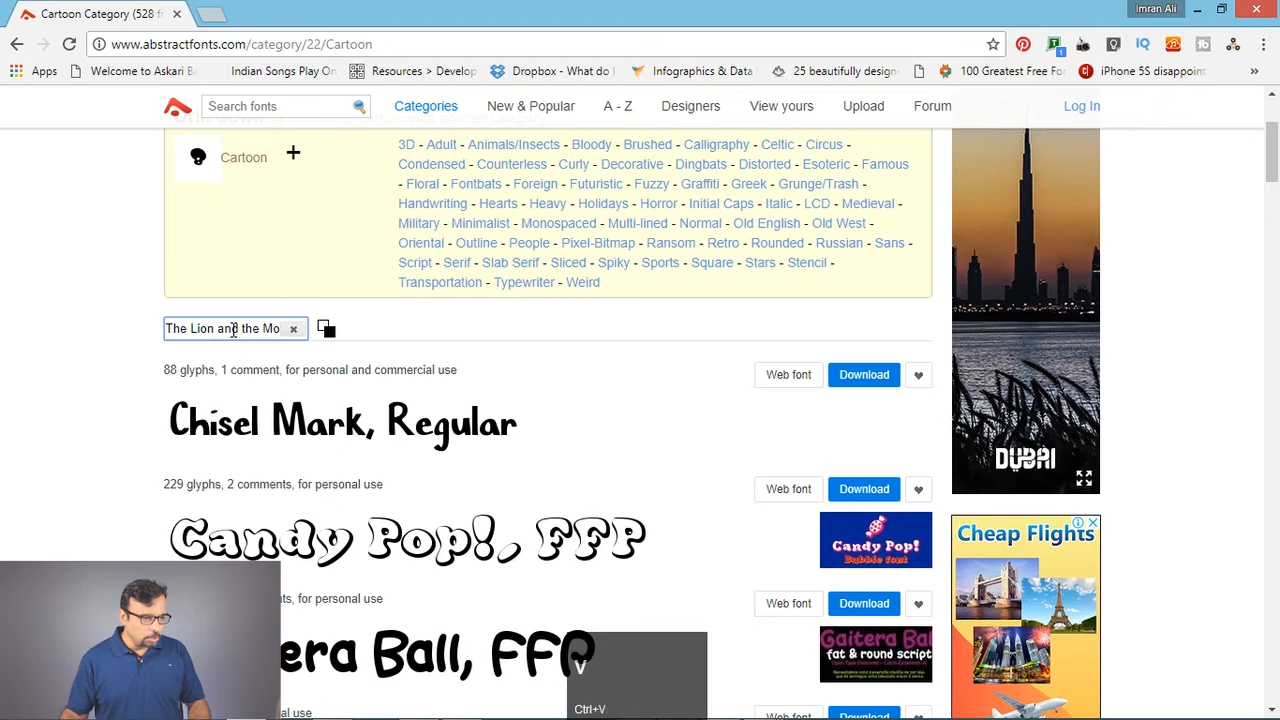 Cartoon Category (528 fr
Imran Ali
www.abstractfonts.com/category/22/Cartoon
Apps
Welcome to Askari Ba
Indian Songs Play On
Resources > Develop
Dropbox - What do I
Infographics & Data V
25 beautifully designe
100 Greatest Free Fo
iPhone 5S disappoint
»
Search fonts
Categories
New & Popular
A - Z
Designers
View yours
Upload
Forum
Log In
Cartoon
3D - Adult - Animals/Insects - Bloody - Brushed - Calligraphy - Celtic - Circus -
Condensed - Counterless - Curly - Decorative - Dingbats - Distorted - Esoteric - Famous
- Floral - Fontbats - Foreign - Futuristic - Fuzzy - Graffiti - Greek - Grunge/Trash -
Handwriting - Hearts - Heavy - Holidays - Horror - Initial Caps - Italic - LCD - Medieval -
Military - Minimalist - Monospaced - Multi-lined - Normal - Old English - Old West -
Oriental - Outline - People - Pixel-Bitmap - Ransom - Retro - Rounded - Russian - Sans -
Script - Serif - Slab Serif - Sliced - Spiky - Sports - Square - Stars - Stencil -
Transportation - Typewriter - Weird
The Lion and the Mo
88 glyphs, 1 comment, for personal and commercial use
Web font
Download
Chisel Mark, Regular
DUBAI
229 glyphs, 2 comments, for personal use
Web font
Download
Candy Pop!, FFP
Candy Pop!
Bubble font
Cheap Flights
nts, for personal use
Web font
Download
era Ball, FFP
Gaitera Ball
fat & round script
V
Ctrl+V
nal use
Web font
Download